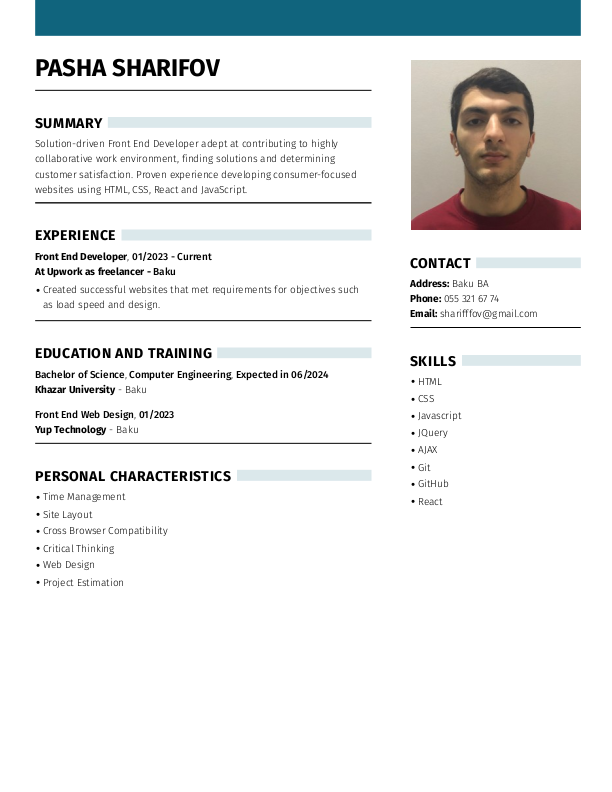 PASHA SHARIFOV
SUMMARY
Solution-driven Front End Developer adept at contributing to highly
collaborative work environment, finding solutions and determining
customer satisfaction. Proven experience developing consumer-focused
websites using HTML, CSS, React and JavaScript.
EXPERIENCE
Front End Developer, 01/2023 - Current
At Upwork as freelancer - Baku
• Created successful websites that met requirements for objectives such
as load speed and design.
EDUCATION AND TRAINING
Bachelor of Science, Computer Engineering, Expected in 06/2024
Khazar University - Baku
Front End Web Design, 01/2023
Yup Technology - Baku
PERSONAL CHARACTERISTICS
• Time Management
• Site Layout
• Cross Browser Compatibility
• Critical Thinking
• Web Design
• Project Estimation
CONTACT
Address: Baku BA
Phone: 055 321 67 74
Email: sharifffov@gmail.com
SKILLS
• HTML
• CSS
• Javascript
• JQuery
• AJAX
• Git
• GitHub
• React